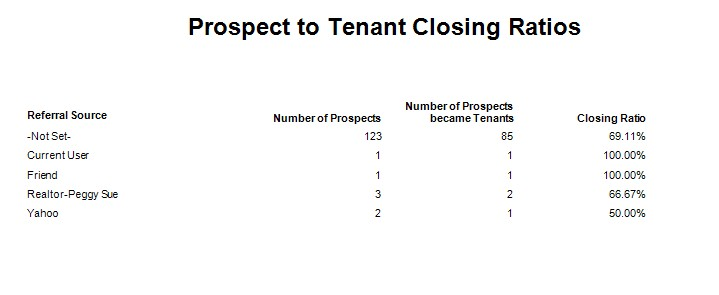 Prospect to Tenant Closing Ratios
Referral Source Number of Prospects Number of Prospects became Tenants Closing Ratio
-Not Set- 123 85 69.11%
Current User 1 1 100.00%
Friend 1 1 100.00%
Realtor-Peggy Sue 3 2 66.67%
Yahoo 2 1 50.00%